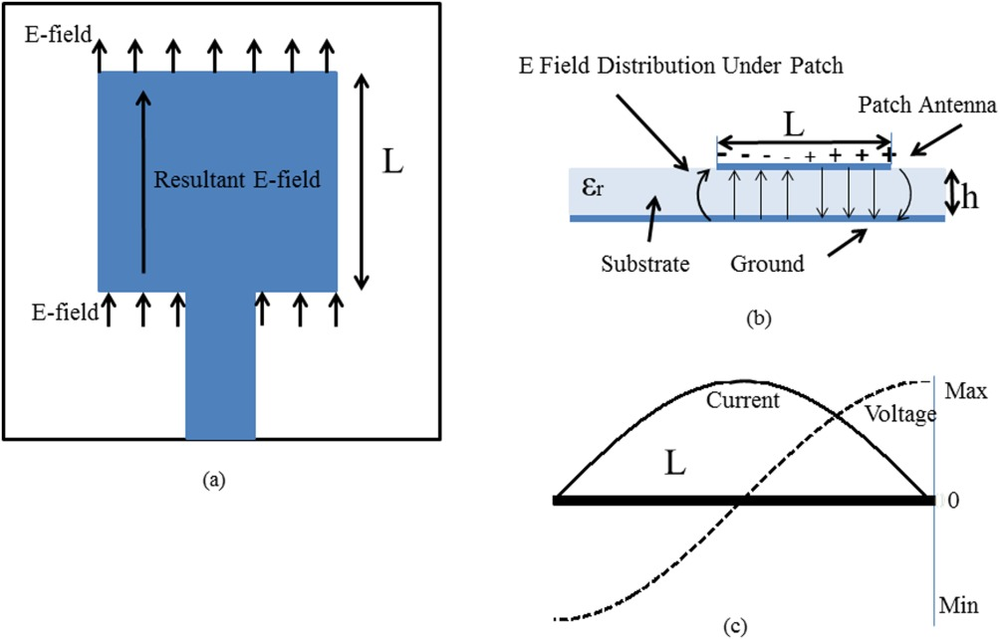 E-field
L
Resultant E-field
E-field
(a)
E Field Distribution Under Patch
Patch Antenna
L
- - - - + + + +
εr
h
Substrate
Ground
(b)
Current
Voltage
Max
L
0
Min
(c)